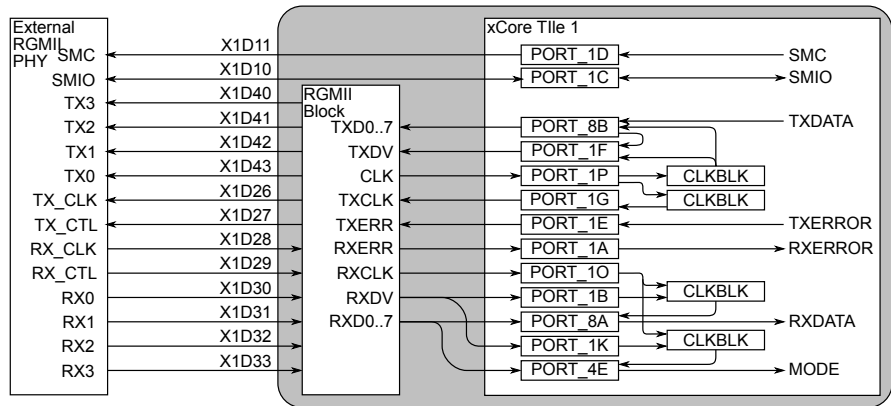 External
RGMII
PHY
SMC
SMIO
TX3
TX2
TX1
TX0
TX_CLK
TX_CTL
RX_CLK
RX_CTL
RX0
RX1
RX2
RX3
X1D11
X1D10
X1D40
X1D41
X1D42
X1D43
X1D26
X1D27
X1D28
X1D29
X1D30
X1D31
X1D32
X1D33
RGMII
Block
TXD0..7
TXDV
CLK
TXCLK
TXERR
RXERR
RXCLK
RXDV
RXD0..7
xCore TIle 1
PORT_1D
PORT_1C
PORT_8B
PORT_1F
PORT_1P
PORT_1G
PORT_1E
PORT_1A
PORT_1O
PORT_1B
PORT_8A
PORT_1K
PORT_4E
CLKBLK
CLKBLK
CLKBLK
CLKBLK
SMC
SMIO
TXDATA
TXERROR
RXERROR
RXDATA
MODE